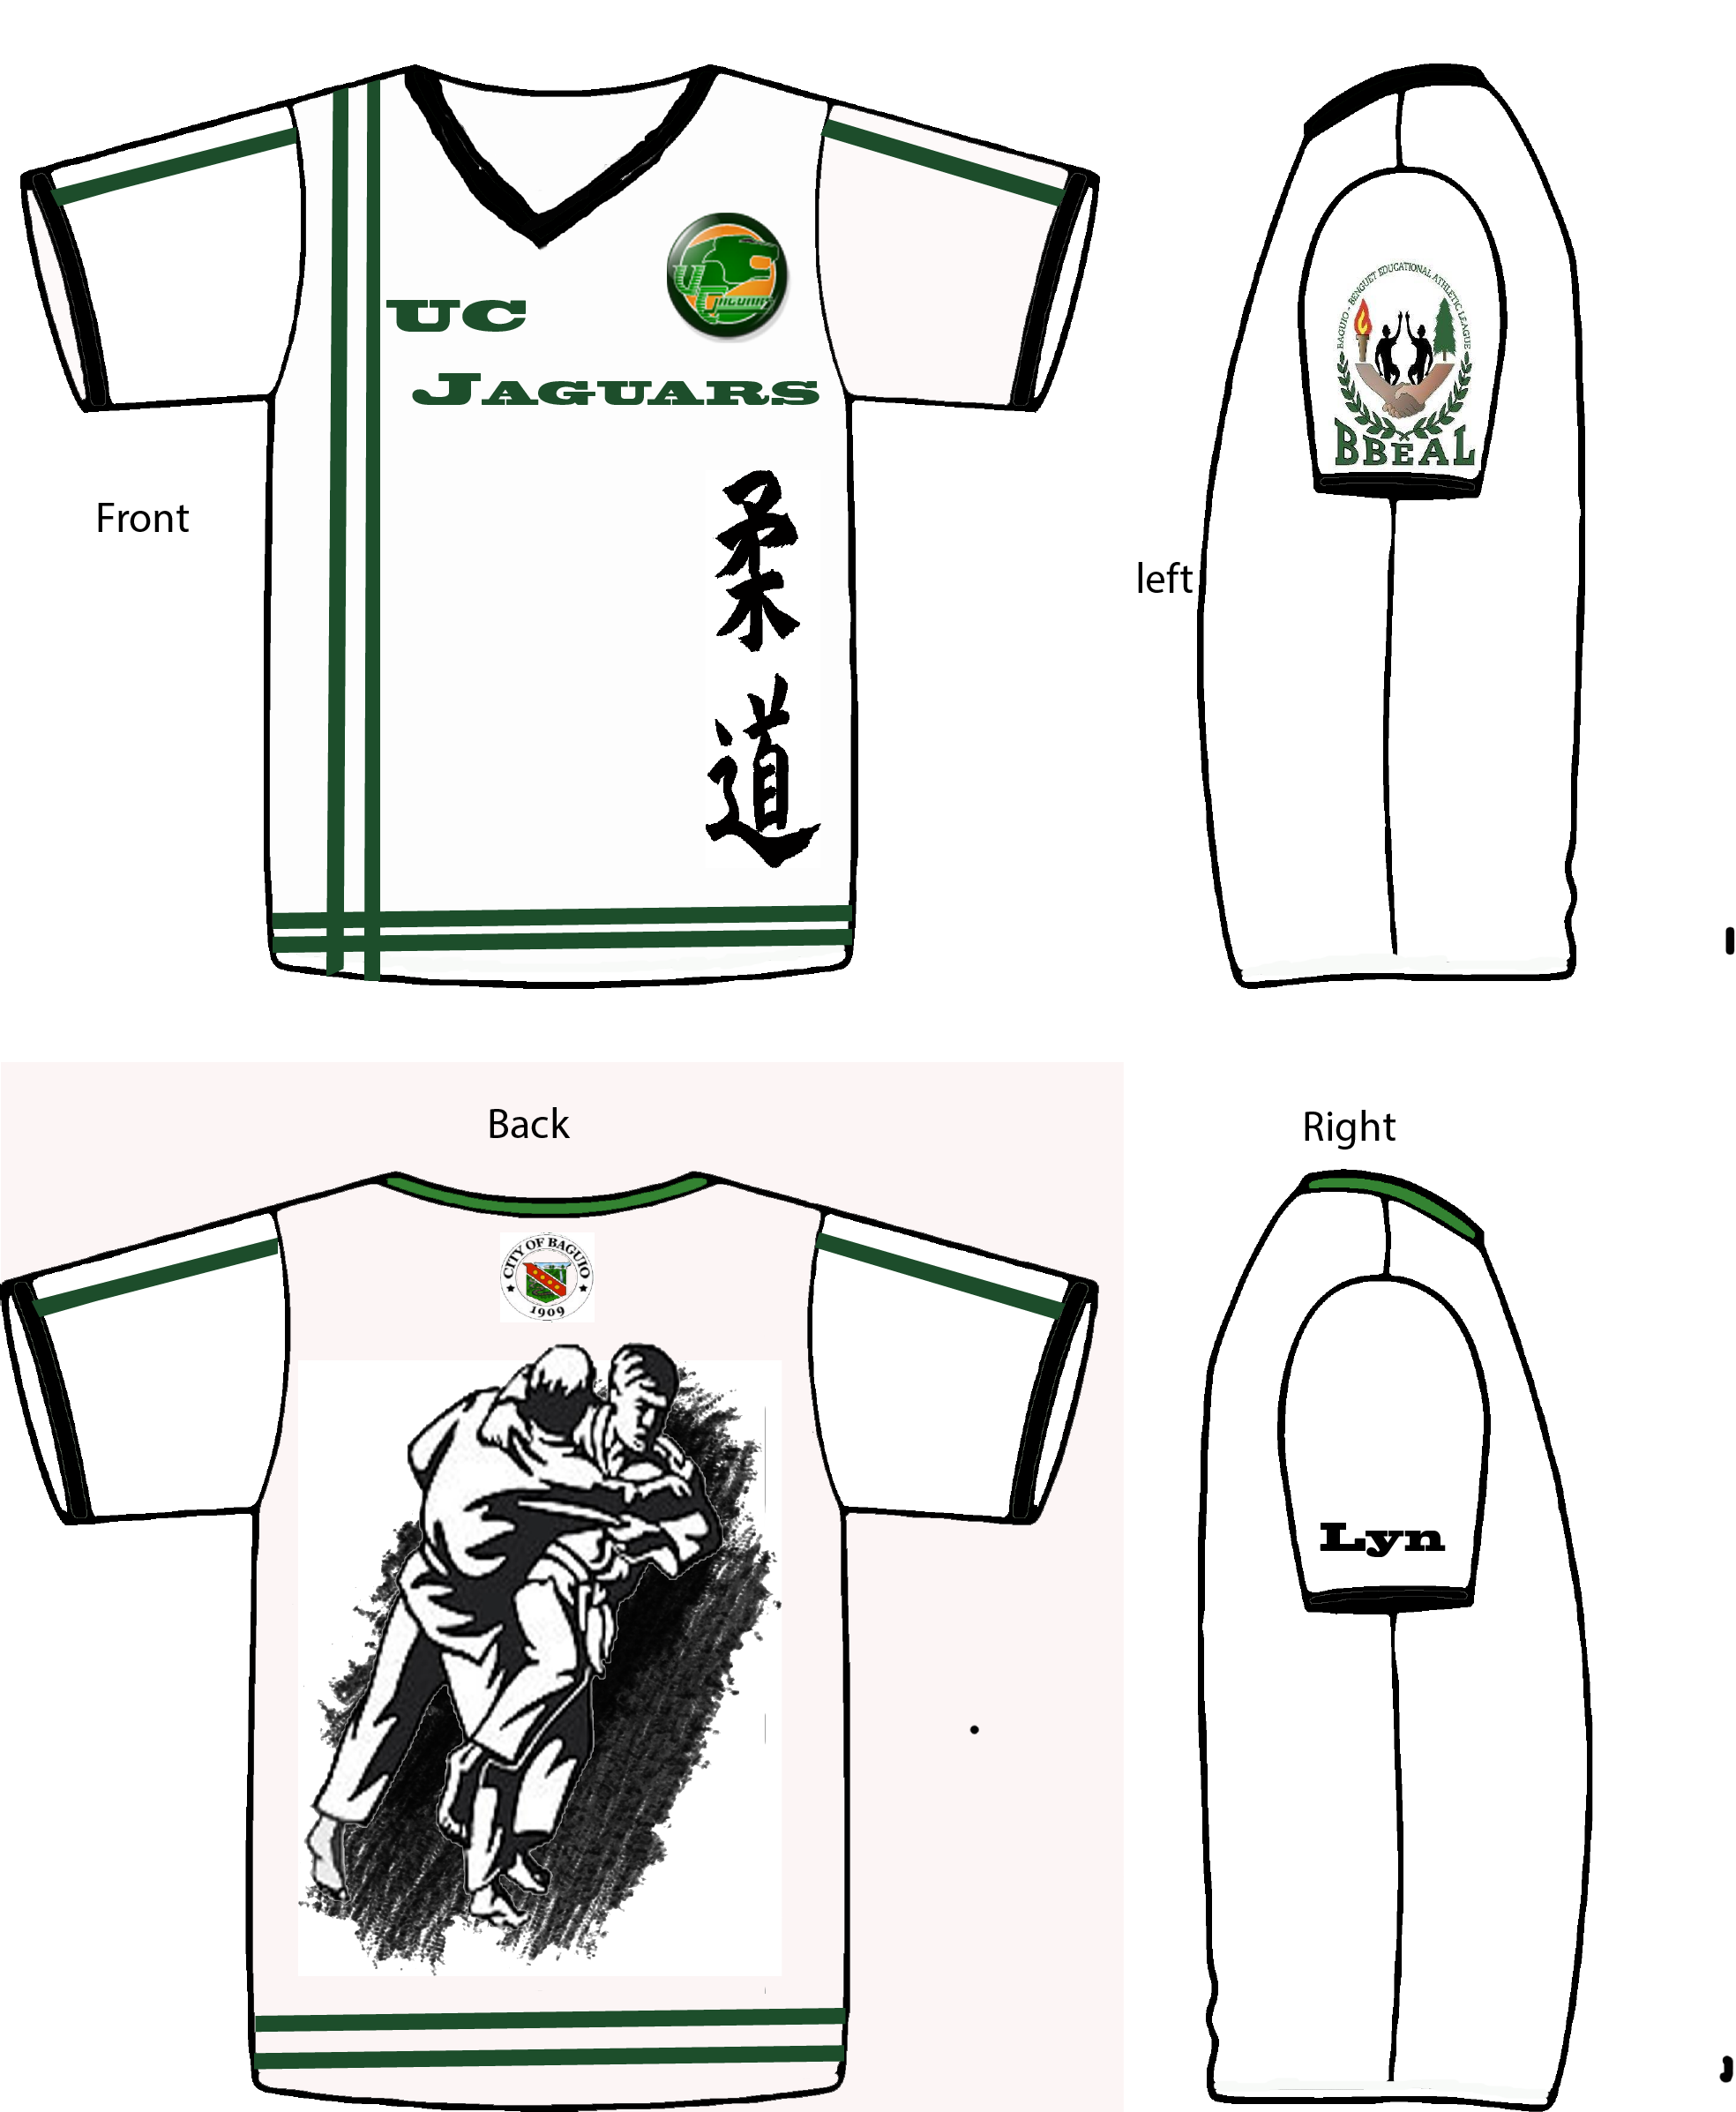 UC
JAGUARS
UC
JAGUARS
柔
道
Front
BAGUIO - BENGUET EDUCATIONAL ATHLETIC LEAGUE
BBEAL
left
Back
CITY OF BAGUIO
1909
Right
Lyn